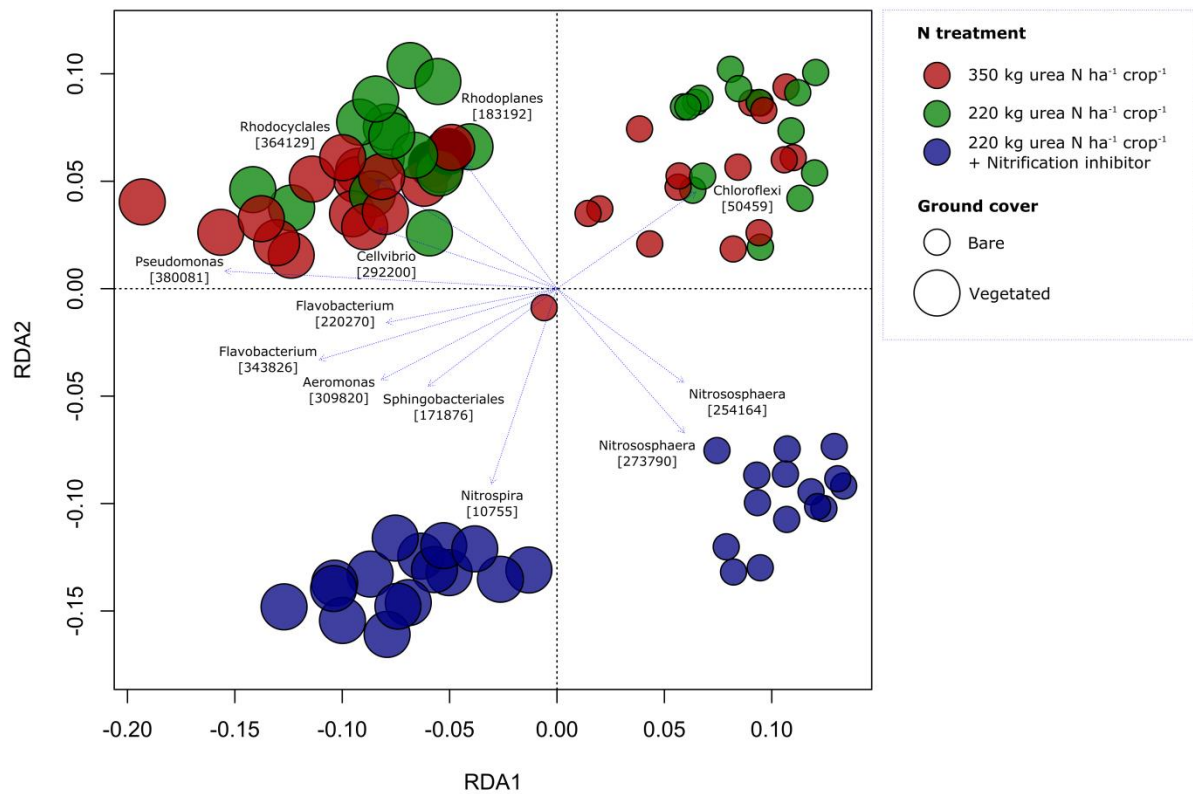 0.10
0.05
0.00
-0.05
-0.10
-0.15
RDA2
-0.20
-0.15
-0.10
-0.05
0.00
0.05
0.10
RDA1
Rhodoplanes
[183192]
Rhodocyclales
[364129]
Chloroflexi
[50459]
Pseudomonas
[380081]
Cellvibrio
[292200]
Flavobacterium
[220270]
Flavobacterium
[343826]
Aeromonas
[309820]
Sphingobacteriales
[171876]
Nitrososphaera
[254164]
Nitrososphaera
[273790]
Nitrospira
[10755]
N treatment
350 kg urea N ha⁻¹ crop⁻¹
220 kg urea N ha⁻¹ crop⁻¹
220 kg urea N ha⁻¹ crop⁻¹
+ Nitrification inhibitor
Ground cover
Bare
Vegetated